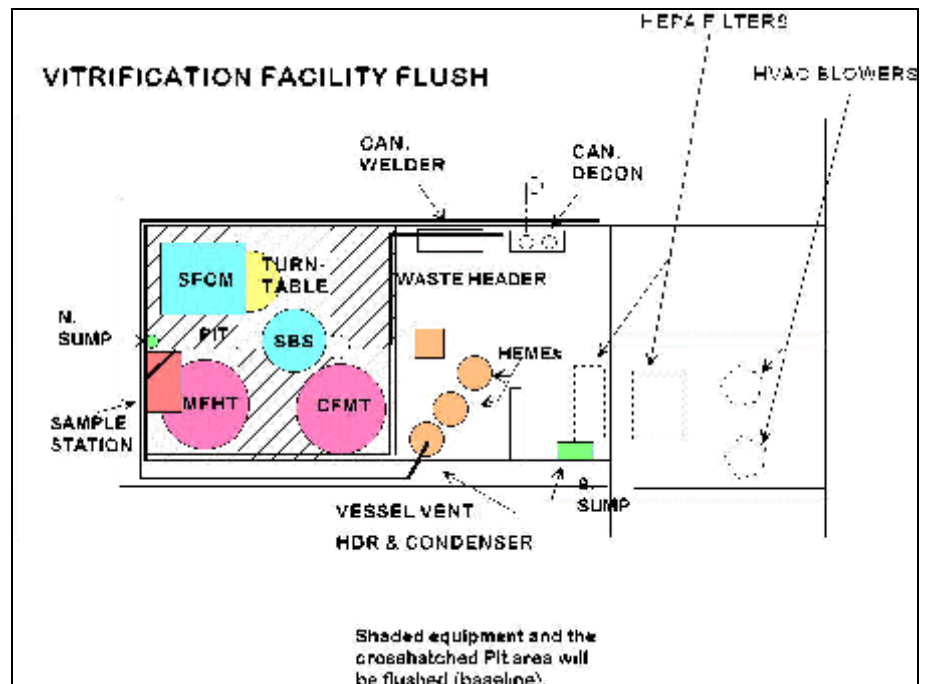 HEPA FILTERS
VITRIFICATION FACILITY FLUSH
HVAC BLOWERS
CAN.
WELDER
CAN.
DECON
SFCM
TURN-
TABLE
WASTE HEADER
N.
SUMP
PIT
SBS
HEMEs
MFHT
CFMT
SAMPLE
STATION
S.
SUMP
VESSEL VENT
HDR & CONDENSER
Shaded equipment and the
crosshatched Pit area will
be flushed (baseline).